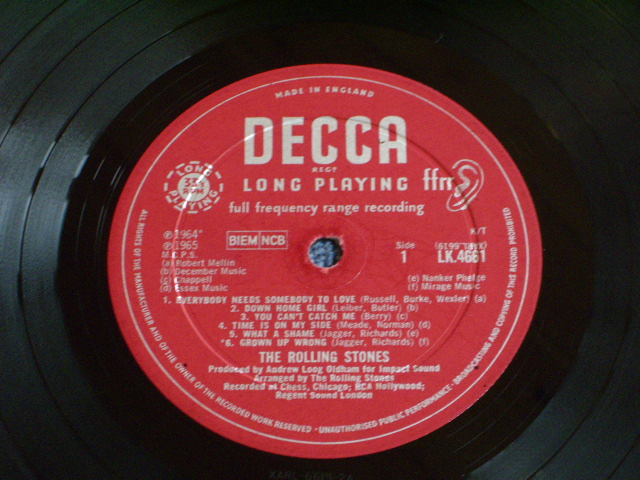 MADE IN ENGLAND
DECCA
REGD
LONG PLAYING
ffrr
full frequency range recording
LONG PLAYING
33⅓ RPM
K/T
℗1964*
℗1965
BIEM NCB
Side
1
LK.4661
M.C.P.S.
(a) Robert Mellin
(b) December Music
(c) Chappell
(d) Essex Music
(e) Nanker Phelge
(f) Mirage Music
1. EVERYBODY NEEDS SOMEBODY TO LOVE (Russell, Burke, Wexler) (a)
2. DOWN HOME GIRL (Leiber, Butler) (b)
3. YOU CAN'T CATCH ME (Berry) (c)
4. TIME IS ON MY SIDE (Meade, Norman) (d)
5. WHAT A SHAME (Jagger, Richards) (e)
*6. GROWN UP WRONG (Jagger, Richards) (f)
THE ROLLING STONES
Produced by Andrew Loog Oldham for Impact Sound
Arranged by The Rolling Stones
Recorded at Chess, Chicago; RCA Hollywood;
Regent Sound London
ALL RIGHTS OF THE MANUFACTURER AND OF THE OWNER OF THE RECORDED WORK RESERVED · UNAUTHORISED PUBLIC PERFORMANCE · BROADCASTING AND COPYING OF THIS RECORD PROHIBITED